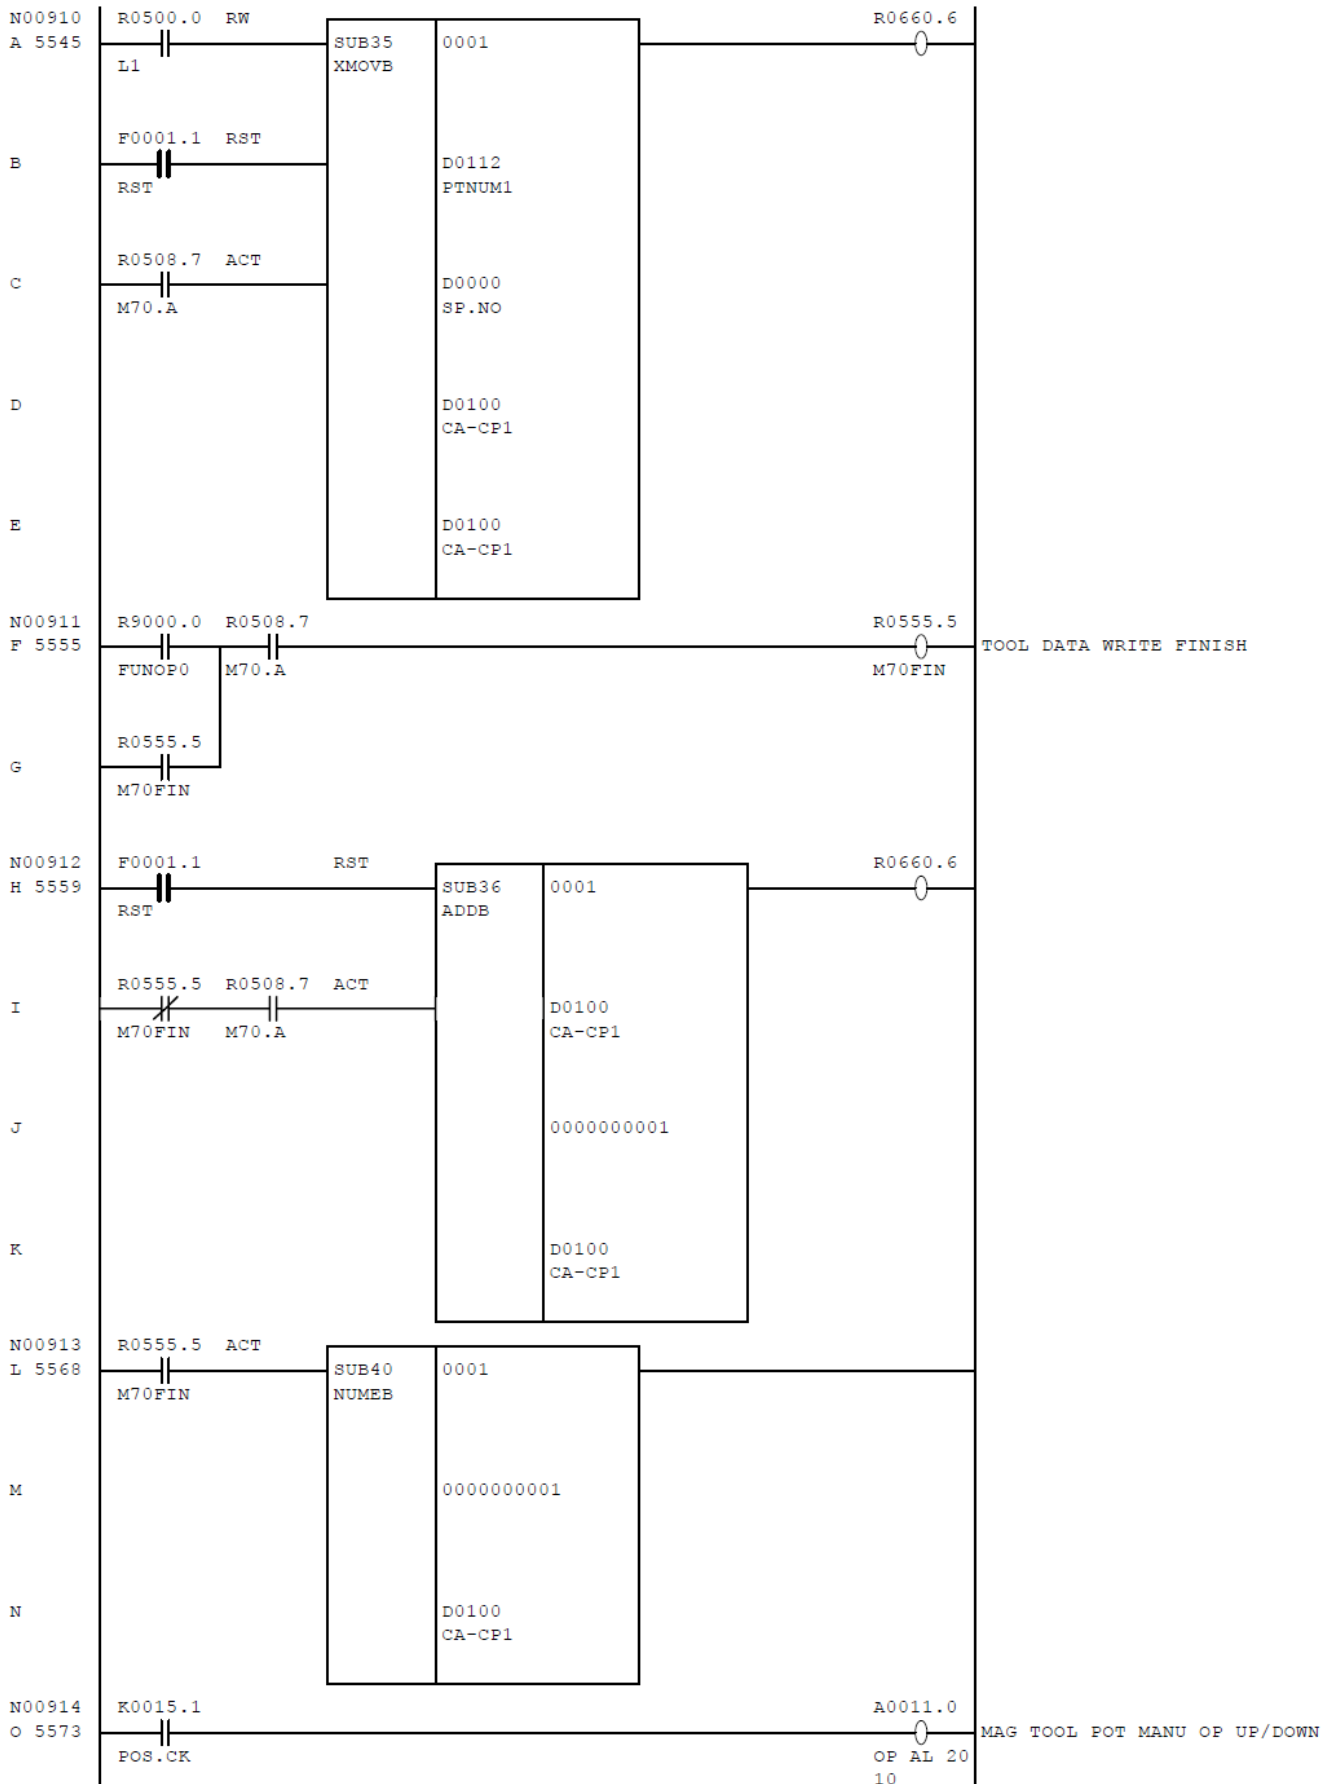 N00910 R0500.0 RW R0660.6
A 5545 SUB35 0001
L1 XMOVB
F0001.1 RST
B D0112
RST PTNUM1
R0508.7 ACT
C D0000
M70.A SP.NO
D D0100
CA-CP1
E D0100
CA-CP1
N00911 R9000.0 R0508.7 R0555.5
F 5555 TOOL DATA WRITE FINISH
FUNOP0 M70.A M70FIN
R0555.5
G
M70FIN
N00912 F0001.1 RST R0660.6
H 5559 SUB36 0001
RST ADDB
R0555.5 R0508.7 ACT
I D0100
M70FIN M70.A CA-CP1
J 0000000001
K D0100
CA-CP1
N00913 R0555.5 ACT
L 5568 SUB40 0001
M70FIN NUMEB
M 0000000001
N D0100
CA-CP1
N00914 K0015.1 A0011.0
O 5573 MAG TOOL POT MANU OP UP/DOWN
POS.CK OP AL 20
10